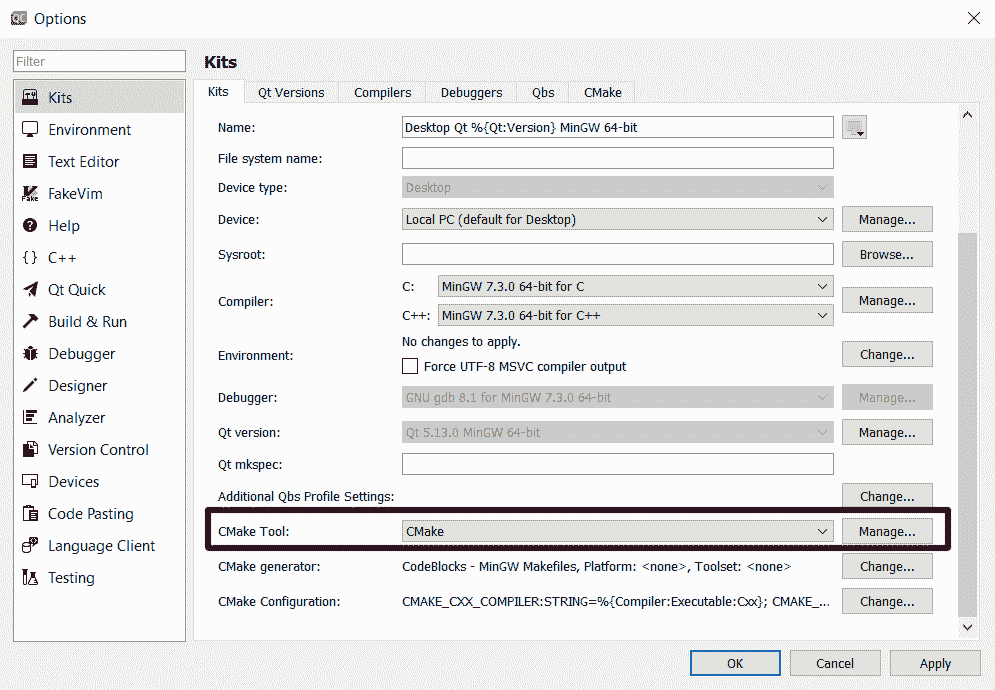 QC Options
Filter
Kits
Environment
Text Editor
FakeVim
Help
{} C++
Qt Quick
Build & Run
Debugger
Designer
Analyzer
Version Control
Devices
Code Pasting
Language Client
Testing
Kits
Kits Qt Versions Compilers Debuggers Qbs CMake
Name: Desktop Qt %{Qt:Version} MinGW 64-bit
File system name:
Device type: Desktop
Device: Local PC (default for Desktop) Manage...
Sysroot: Browse...
Compiler: C: MinGW 7.3.0 64-bit for C Manage...
C++: MinGW 7.3.0 64-bit for C++
Environment: No changes to apply. Change...
Force UTF-8 MSVC compiler output
Debugger: GNU gdb 8.1 for MinGW 7.3.0 64-bit Manage...
Qt version: Qt 5.13.0 MinGW 64-bit Manage...
Qt mkspec:
Additional Qbs Profile Settings: Change...
CMake Tool: CMake Manage...
CMake generator: CodeBlocks - MinGW Makefiles, Platform: <none>, Toolset: <none> Change...
CMake Configuration: CMAKE_CXX_COMPILER:STRING=%{Compiler:Executable:Cxx}; CMAKE_... Change...
OK Cancel Apply